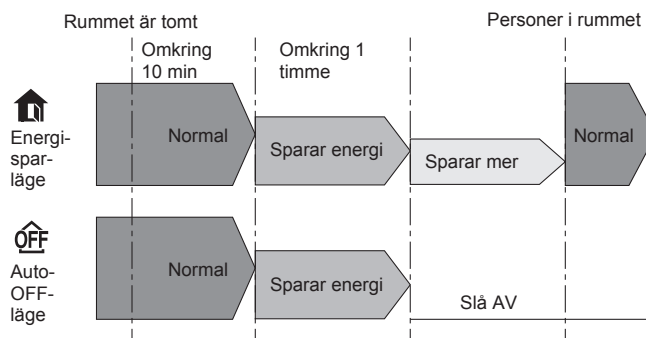 Rummet är tomt
Personer i rummet
Omkring
10 min
Omkring 1
timme
Energi-
spar-
läge
Normal
Sparar energi
Sparar mer
Normal
OFF
Auto-
OFF-
läge
Normal
Sparar energi
Slå AV